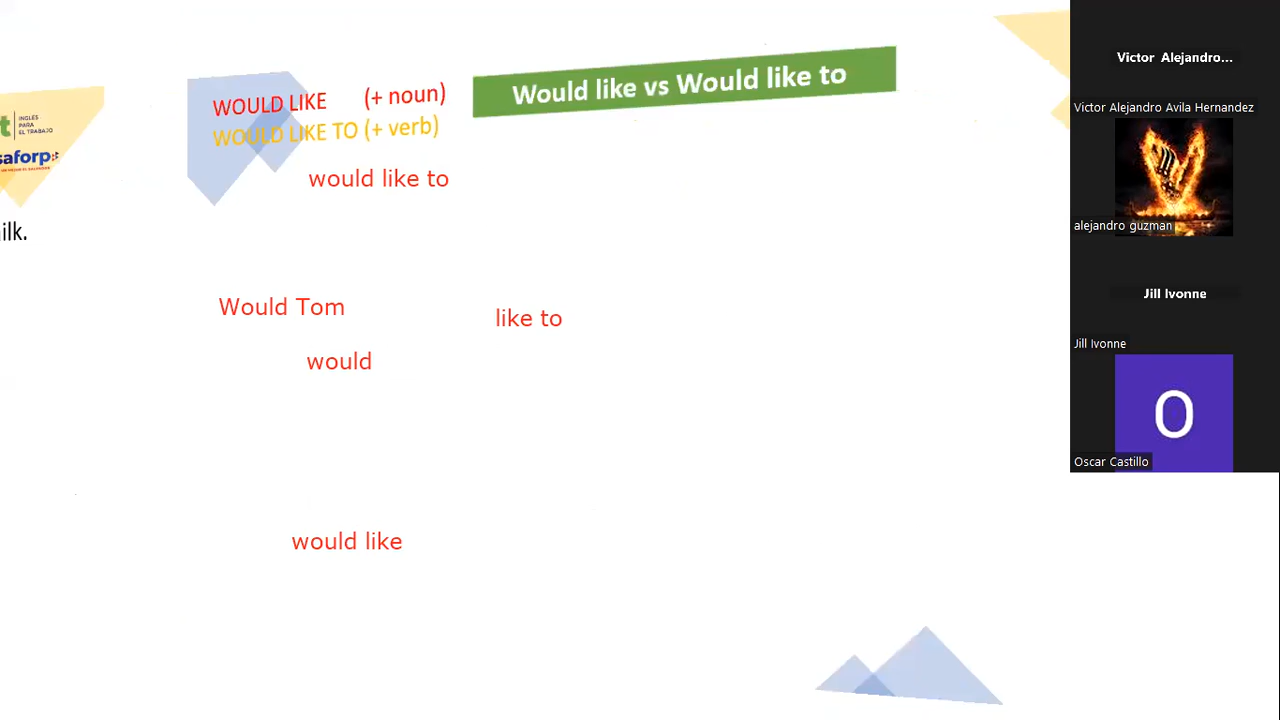 Would like vs Would like to
WOULD LIKE (+ noun)
WOULD LIKE TO (+ verb)
t
INGLÉS
PARA
EL TRABAJO
saforp
would like to
ilk.
Would Tom
like to
would
would like
Victor Alejandro...
Victor Alejandro Avila Hernandez
alejandro guzman
Jill Ivonne
Jill Ivonne
O
Oscar Castillo